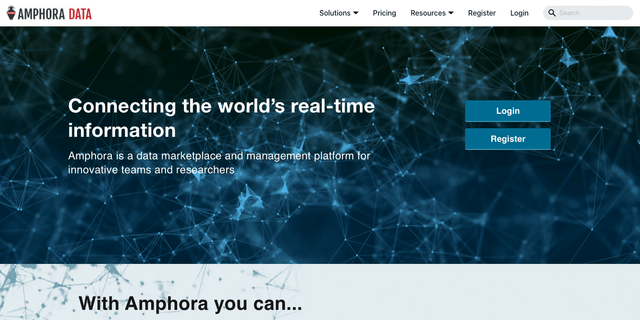 AMPHORA DATA
Solutions
Pricing
Resources
Register
Login
Search
Connecting the world's real-time
information
Amphora is a data marketplace and management platform for
innovative teams and researchers
Login
Register
With Amphora you can...